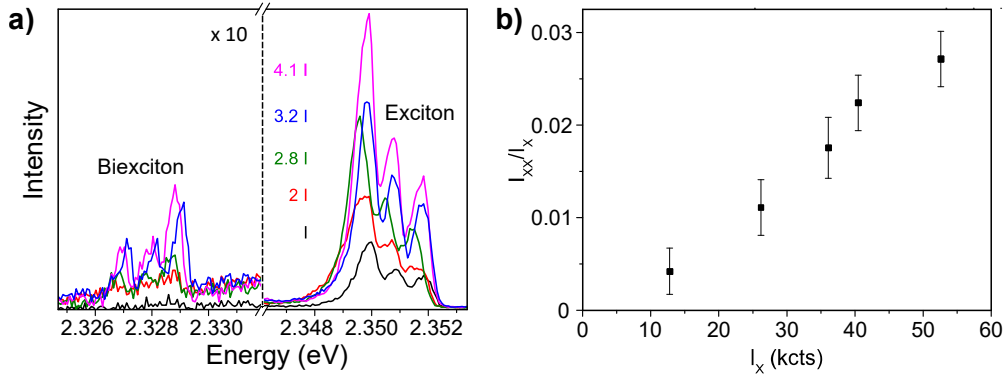 a)
x 10
4.1 I
3.2 I
2.8 I
2 I
I
Biexciton
Exciton
Intensity
2.326
2.328
2.330
2.348
2.350
2.352
Energy (eV)
b)
0.03
0.02
0.01
0
I_XX/I_X
0
10
20
30
40
50
60
I_X (kcts)